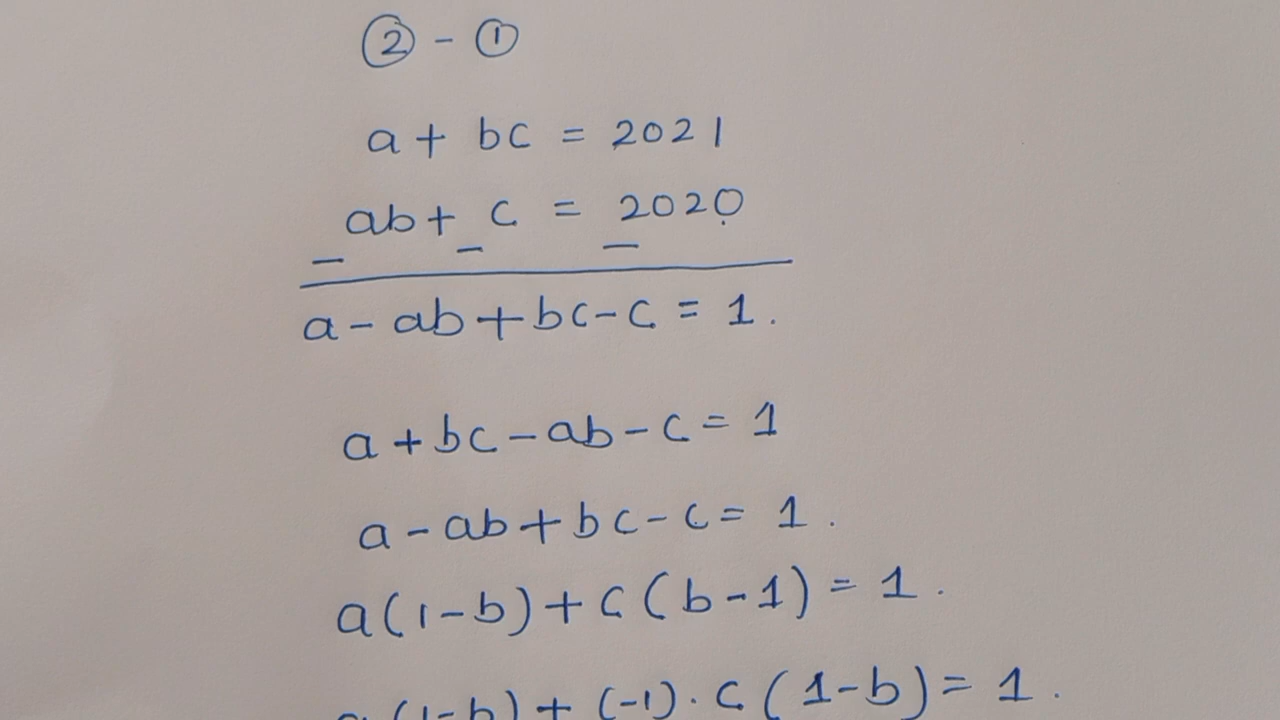 ② - ①
a + bc = 2021
ab + c = 2020
- - -
a - ab + bc - c = 1.
a + bc - ab - c = 1
a - ab + bc - c = 1.
a(1-b) + c(b-1) = 1.
a(1-b) + (-1). c(1-b) = 1.